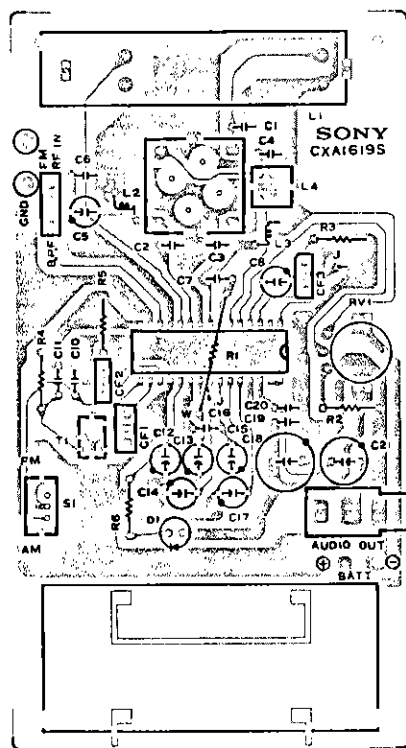 L1
C1
SONY
C4
CXA1619S
FM
RF IN
C6
L2
L4
GND
BPF
C5
C2
C3
L3
R3
J
C7
C8
CF3
RV1
R5
R4
C11
C10
R1
CF2
T1
CF1
W
C16
C20
C12
C13
C15
C19
C18
R2
C21
FM
S1
AM
C14
C17
R6
D1
AUDIO OUT
+ BATT -